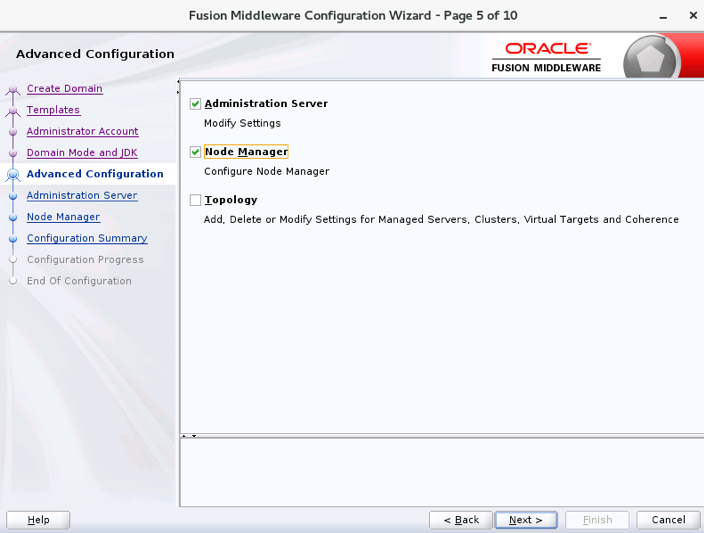 Fusion Middleware Configuration Wizard - Page 5 of 10
Advanced Configuration
ORACLE
FUSION MIDDLEWARE
Create Domain
Templates
Administrator Account
Domain Mode and JDK
Advanced Configuration
Administration Server
Node Manager
Configuration Summary
Configuration Progress
End Of Configuration
Administration Server
Modify Settings
Node Manager
Configure Node Manager
Topology
Add, Delete or Modify Settings for Managed Servers, Clusters, Virtual Targets and Coherence
Help
< Back
Next >
Finish
Cancel